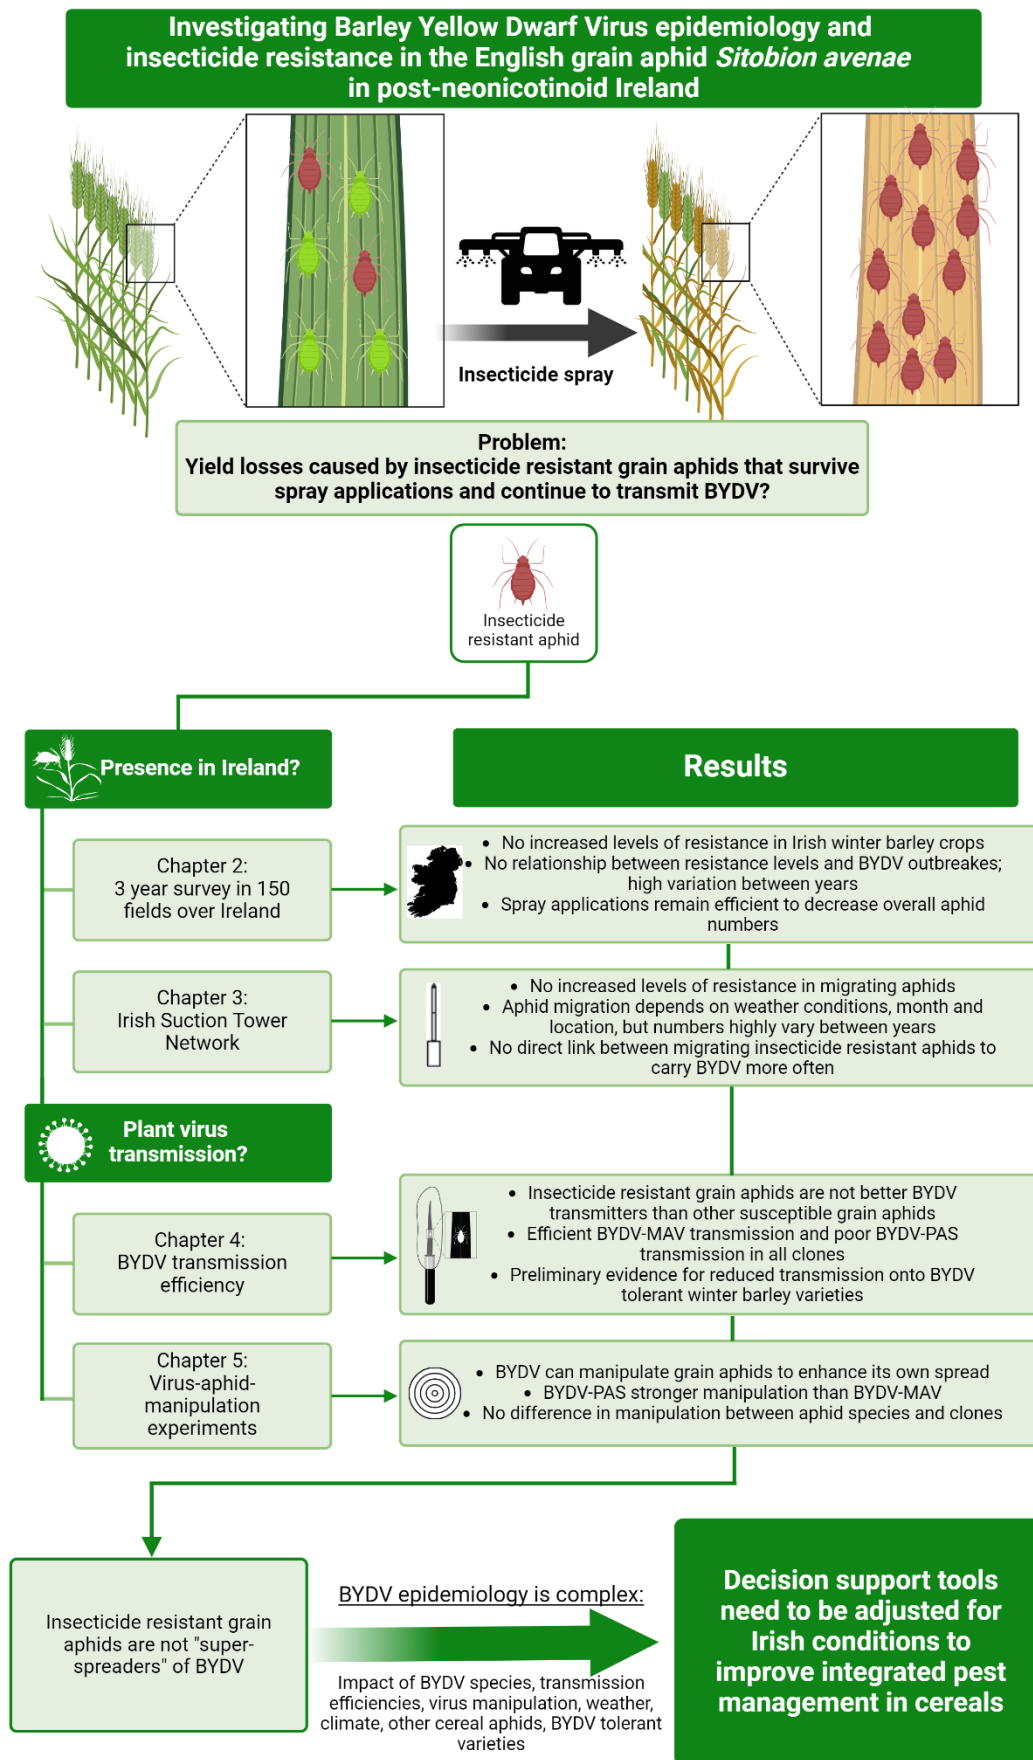 Investigating Barley Yellow Dwarf Virus epidemiology and
insecticide resistance in the English grain aphid Sitobion avenae
in post-neonicotinoid Ireland
Insecticide spray
Problem:
Yield losses caused by insecticide resistant grain aphids that survive
spray applications and continue to transmit BYDV?
Insecticide
resistant aphid
Presence in Ireland?
Results
Chapter 2:
3 year survey in 150
fields over Ireland
• No increased levels of resistance in Irish winter barley crops
• No relationship between resistance levels and BYDV outbreakes;
high variation between years
• Spray applications remain efficient to decrease overall aphid
numbers
Chapter 3:
Irish Suction Tower
Network
• No increased levels of resistance in migrating aphids
• Aphid migration depends on weather conditions, month and
location, but numbers highly vary between years
• No direct link between migrating insecticide resistant aphids to
carry BYDV more often
Plant virus
transmission?
Chapter 4:
BYDV transmission
efficiency
• Insecticide resistant grain aphids are not better BYDV
transmitters than other susceptible grain aphids
• Efficient BYDV-MAV transmission and poor BYDV-PAS
transmission in all clones
• Preliminary evidence for reduced transmission onto BYDV
tolerant winter barley varieties
Chapter 5:
Virus-aphid-
manipulation
experiments
• BYDV can manipulate grain aphids to enhance its own spread
• BYDV-PAS stronger manipulation than BYDV-MAV
• No difference in manipulation between aphid species and clones
Insecticide resistant grain
aphids are not "super-
spreaders" of BYDV
BYDV epidemiology is complex:
Impact of BYDV species, transmission
efficiencies, virus manipulation, weather,
climate, other cereal aphids, BYDV tolerant
varieties
Decision support tools
need to be adjusted for
Irish conditions to
improve integrated pest
management in cereals